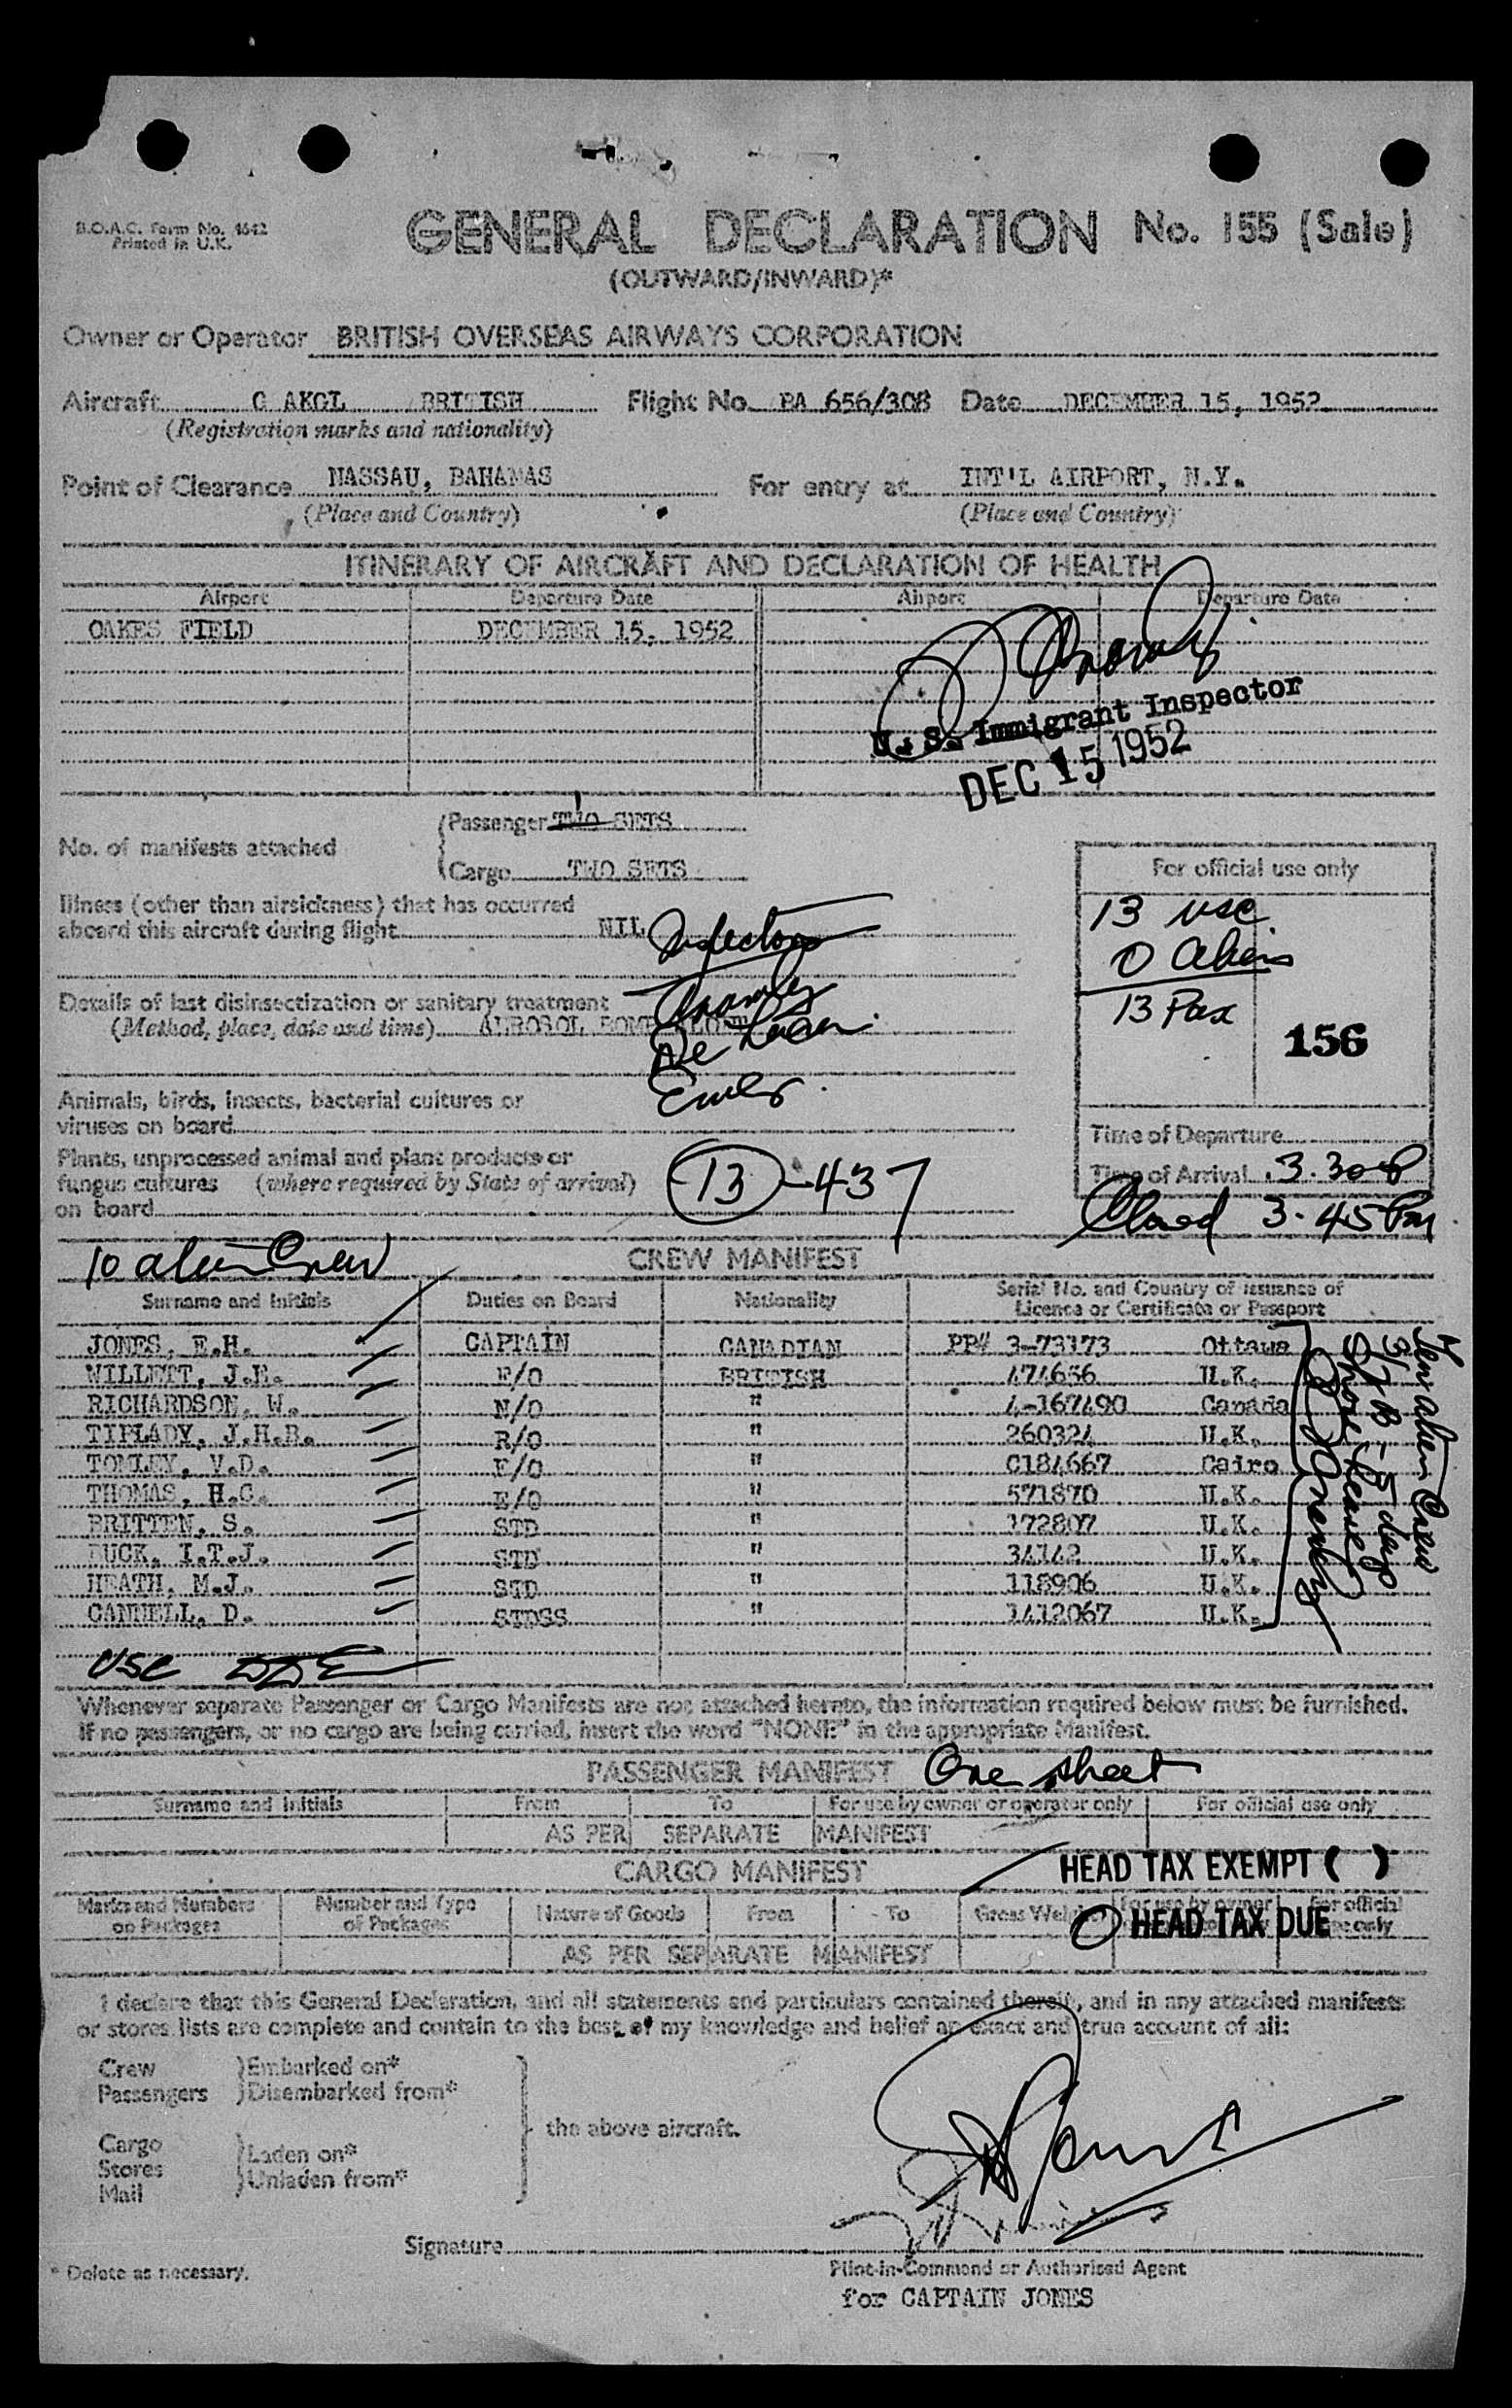 B.O.A.C. Form No. 4642
Printed in U.K.
GENERAL DECLARATION No. 155 (Sale)
(OUTWARD/INWARD)*
Owner or Operator BRITISH OVERSEAS AIRWAYS CORPORATION
Aircraft G AKGL BRITISH Flight No. BA 656/308 Date DECEMBER 15, 1952
(Registration marks and nationality)
Point of Clearance NASSAU, BAHAMAS For entry at INT'L AIRPORT, N.Y.
(Place and Country) (Place and Country)
ITINERARY OF AIRCRAFT AND DECLARATION OF HEALTH
Airport Departure Date Airport Departure Date
OAKES FIELD DECEMBER 15, 1952
U. S. Immigrant Inspector
DEC 15 1952
No. of manifests attached
Passenger TWO SETS
Cargo TWO SETS
For official use only
13 USC
0 Aliens
13 Pax
156
Illness (other than airsickness) that has occurred
aboard this aircraft during flight NIL
Inspectors
Details of last disinsectization or sanitary treatment
(Method, place, date and time) AEROSOL BOMB
Animals, birds, insects, bacterial cultures or
viruses on board
Plants, unprocessed animal and plant products or
fungus cultures (where required by State of arrival)
on board
13 - 437
Time of Departure
Time of Arrival 3.30 P
Closed 3.45 PM
10 alien Crew
CREW MANIFEST
Surname and Initials Duties on Board Nationality Serial No. and Country of issuance of Licence or Certificate or Passport
JONES, E.H. CAPTAIN CANADIAN PP# 3-73173 Ottawa
WILLETT, J.E. F/O BRITISH 474656 U.K.
RICHARDSON, W. N/O " 4-167490 Canada
TIPLADY, J.H.R. R/O " 260324 U.K.
TOMLEY, V.D. E/O " C184667 Cairo
THOMAS, H.C. E/O " 571870 U.K.
BRITTEN, S. STD " 172807 U.K.
BUCK, I.T.J. STD " 34142 U.K.
HEATH, M.J. STD " 118906 U.K.
CANNELL, D. STDSS " 1412067 U.K.
Ten alien Crew
Shore Leave
USC
Whenever separate Passenger or Cargo Manifests are not attached hereto, the information required below must be furnished.
If no passengers, or no cargo are being carried, insert the word "NONE" in the appropriate Manifest.
PASSENGER MANIFEST One sheet
Surname and Initials From To For use by owner or operator only For official use only
AS PER SEPARATE MANIFEST
CARGO MANIFEST
HEAD TAX EXEMPT ( )
Marks and Numbers on Packages Number and Type of Packages Nature of Goods From To Gross Weight For use by owner For official use only
0 HEAD TAX DUE
AS PER SEPARATE MANIFEST
I declare that this General Declaration, and all statements and particulars contained therein, and in any attached manifests
or stores lists are complete and contain to the best of my knowledge and belief an exact and true account of all:
Crew
Passengers
Embarked on*
Disembarked from*
the above aircraft.
Cargo
Stores
Mail
Laden on*
Unladen from*
Signature
* Delete as necessary.
Pilot-in-Command or Authorised Agent
for CAPTAIN JONES